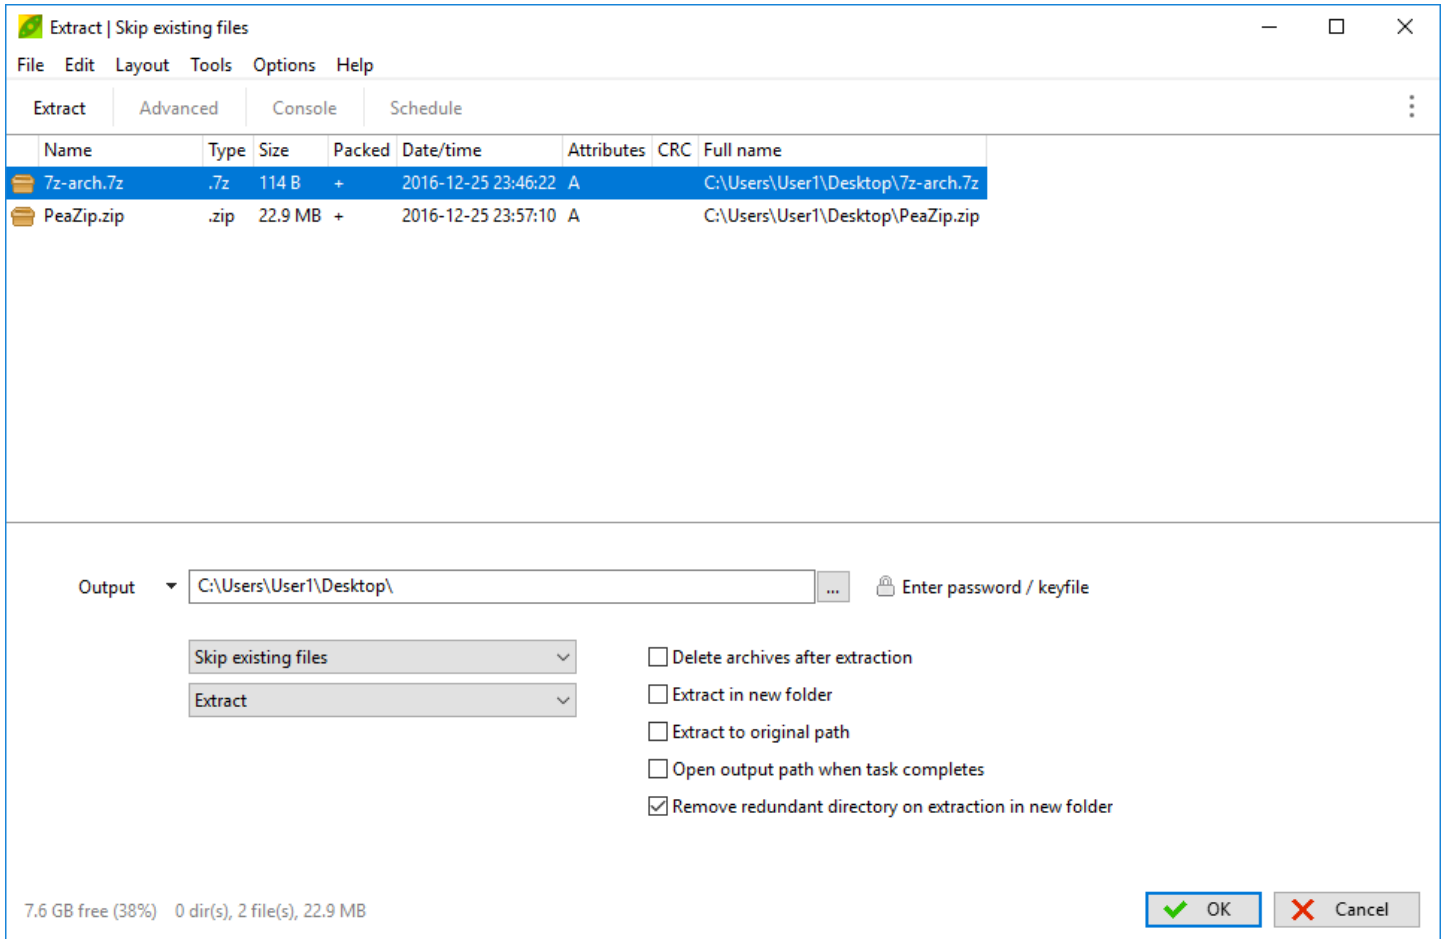 Extract | Skip existing files
File Edit Layout Tools Options Help
Extract Advanced Console Schedule
Name Type Size Packed Date/time Attributes CRC Full name
7z-arch.7z .7z 114 B + 2016-12-25 23:46:22 A C:\Users\User1\Desktop\7z-arch.7z
PeaZip.zip .zip 22.9 MB + 2016-12-25 23:57:10 A C:\Users\User1\Desktop\PeaZip.zip
Output C:\Users\User1\Desktop\ ... Enter password / keyfile
Skip existing files Delete archives after extraction
Extract Extract in new folder
Extract to original path
Open output path when task completes
Remove redundant directory on extraction in new folder
7.6 GB free (38%) 0 dir(s), 2 file(s), 22.9 MB OK Cancel